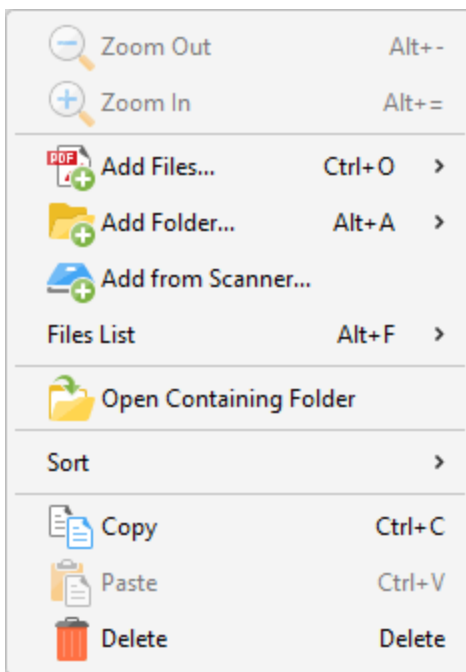 Zoom Out Alt+-
Zoom In Alt+=
PDF
Add Files... Ctrl+O
Add Folder... Alt+A
Add from Scanner...
Files List Alt+F
Open Containing Folder
Sort
Copy Ctrl+C
Paste Ctrl+V
Delete Delete